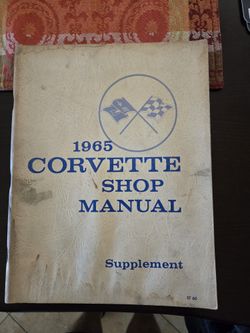 1965
CORVETTE
SHOP
MANUAL
Supplement